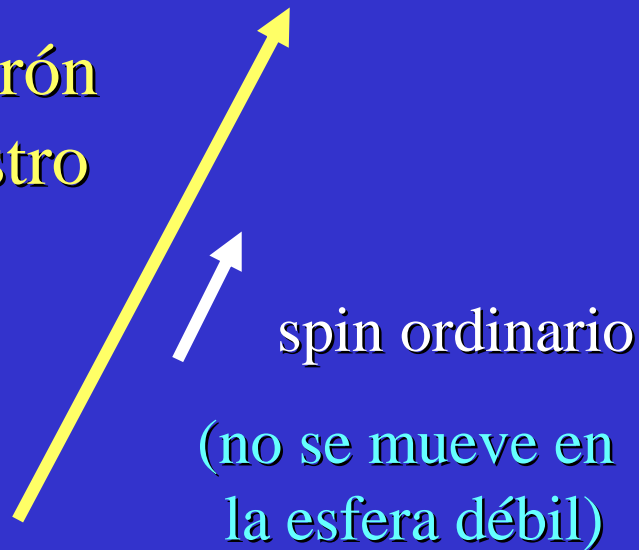 rón
stro
spin ordinario
(no se mueve en
la esfera débil)